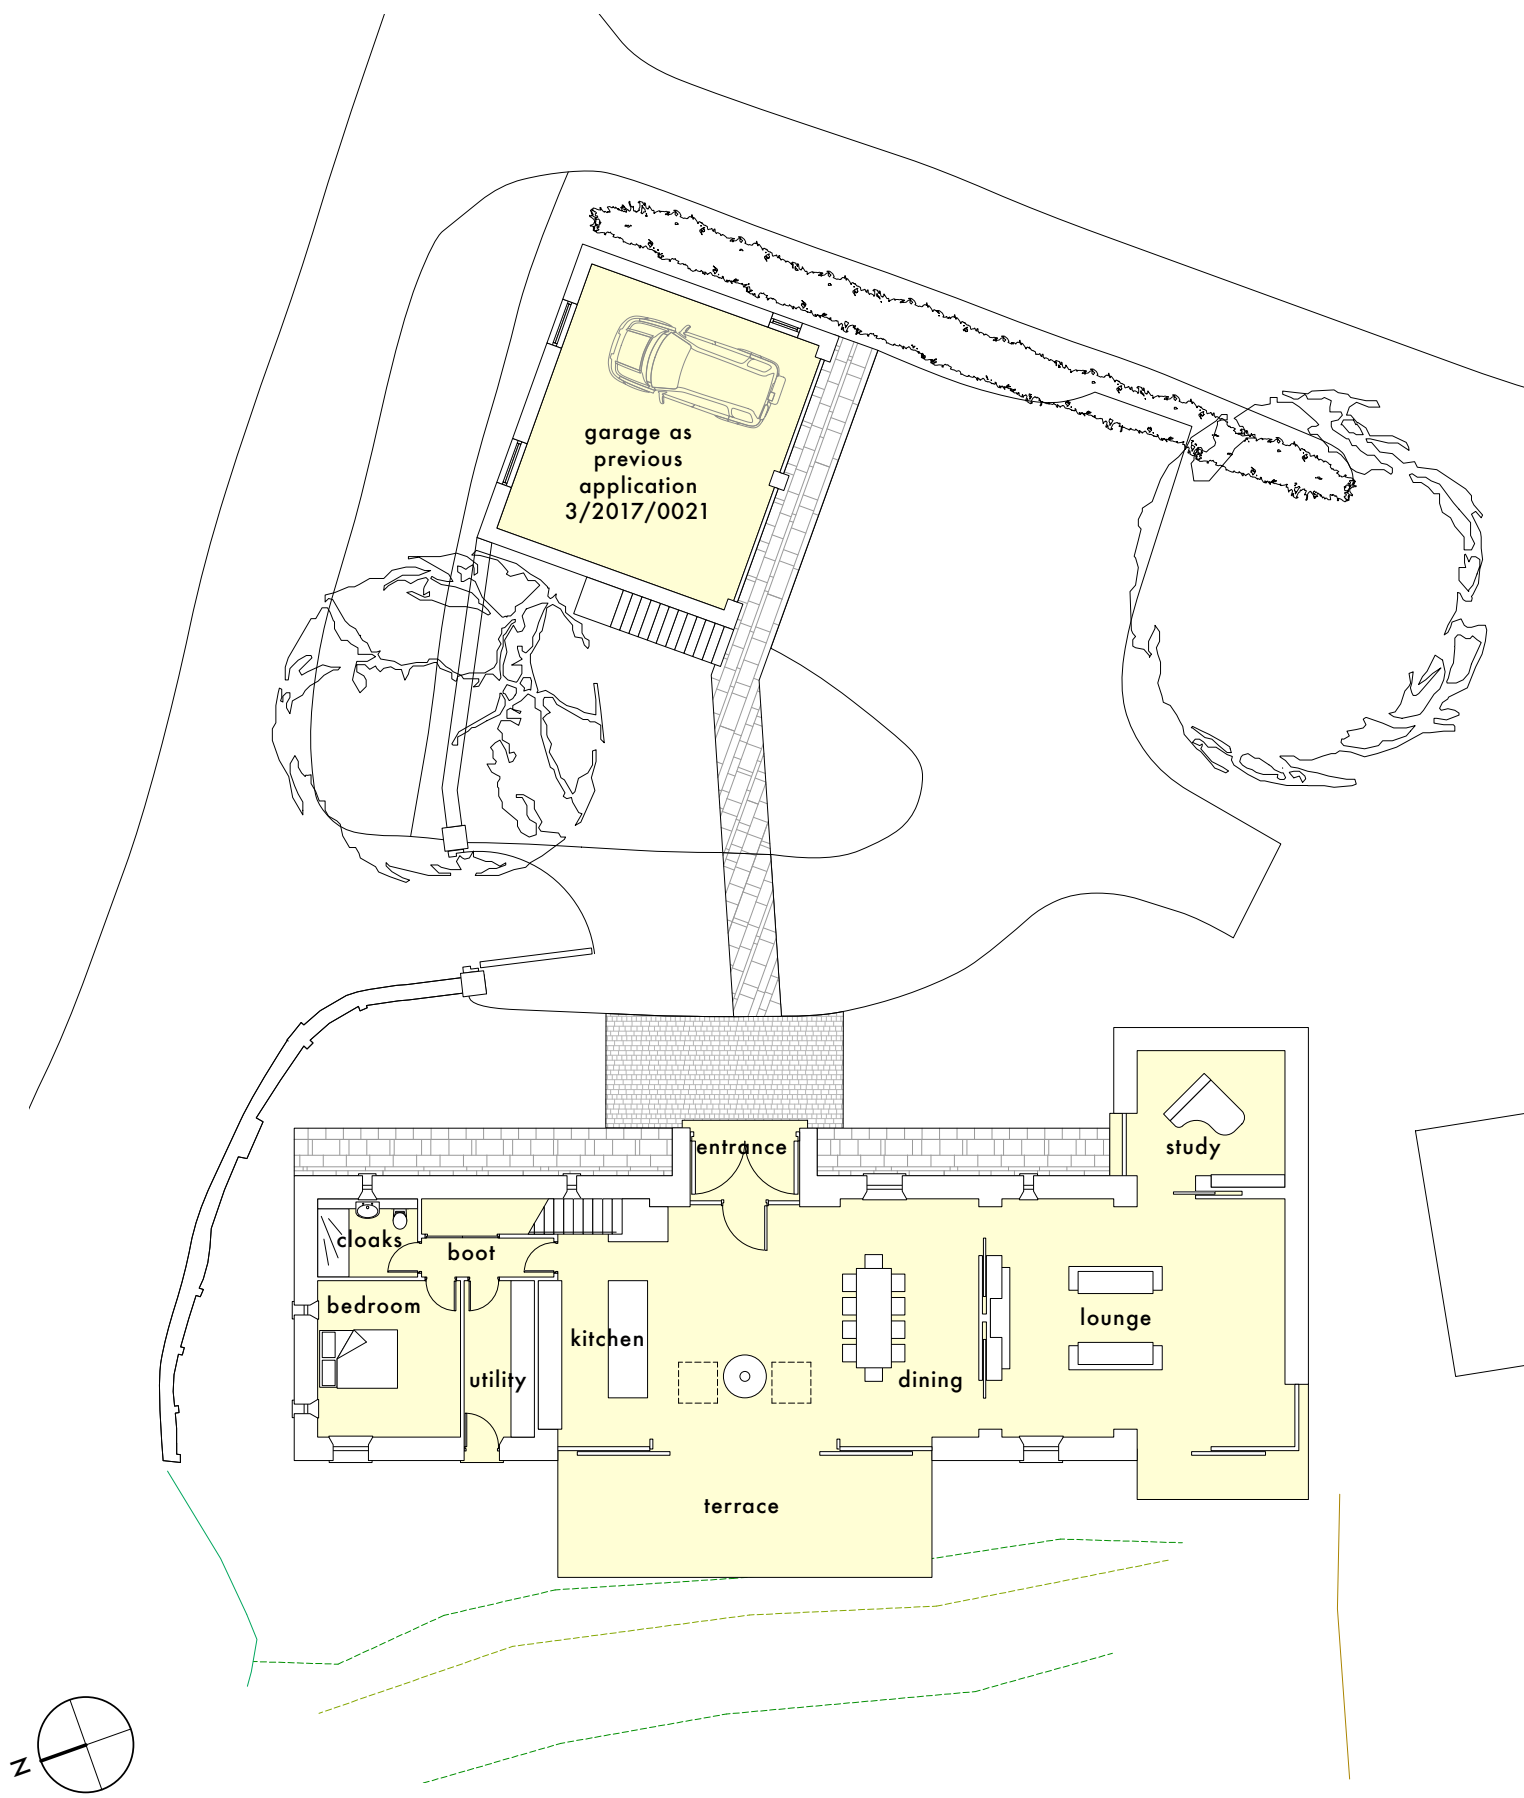 garage as
previous
application
3/2017/0021
entrance
study
cloaks
boot
bedroom
lounge
kitchen
utility
dining
terrace
N